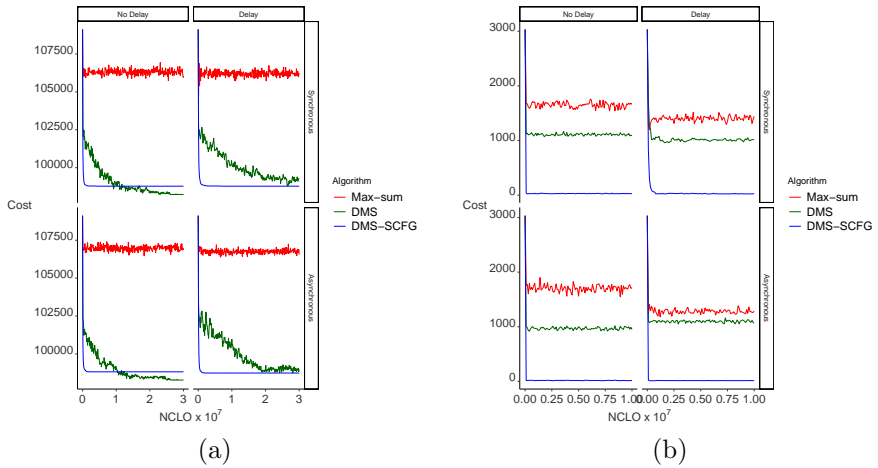 No Delay
Delay
107500
105000
102500
100000
Synchronous
Cost
107500
105000
102500
100000
Asynchronous
0 1 2 3 0 1 2 3
NCLO x 10^7
Algorithm
Max-sum
DMS
DMS-SCFG
(a)
No Delay
Delay
3000
2000
1000
0
Synchronous
Cost
3000
2000
1000
0
Asynchronous
0.00 0.25 0.50 0.75 1.00 0.00 0.25 0.50 0.75 1.00
NCLO x 10^7
Algorithm
Max-sum
DMS
DMS-SCFG
(b)